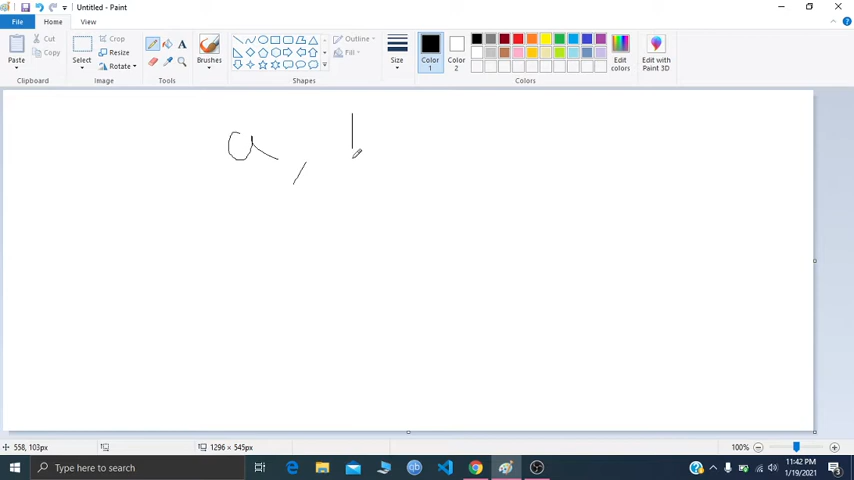 Untitled - Paint
File Home View
Paste
Cut
Copy
Clipboard
Select
Crop
Resize
Rotate
Image
Tools
Brushes
Shapes
Outline
Fill
Size
Color 1
Color 2
Colors
Edit colors
Edit with Paint 3D
a ,
558, 103px
1296 × 545px
100%
Type here to search
11:42 PM
1/19/2021
3